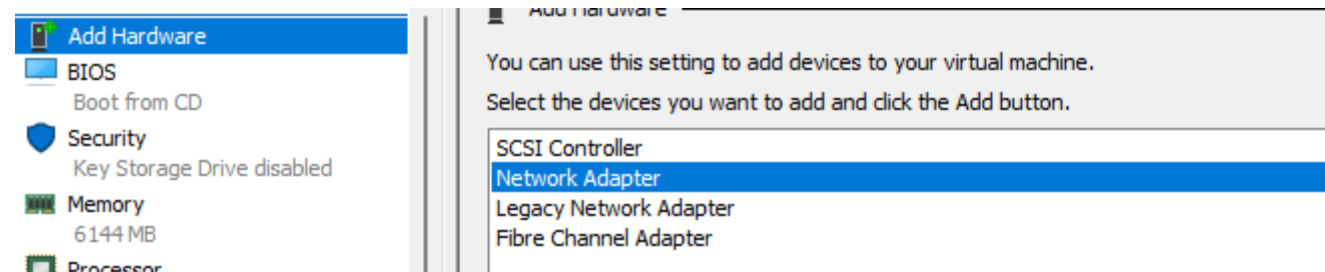 Add Hardware
BIOS
Boot from CD
Security
Key Storage Drive disabled
Memory
6144 MB
Processor
Add Hardware
You can use this setting to add devices to your virtual machine.
Select the devices you want to add and click the Add button.
SCSI Controller
Network Adapter
Legacy Network Adapter
Fibre Channel Adapter